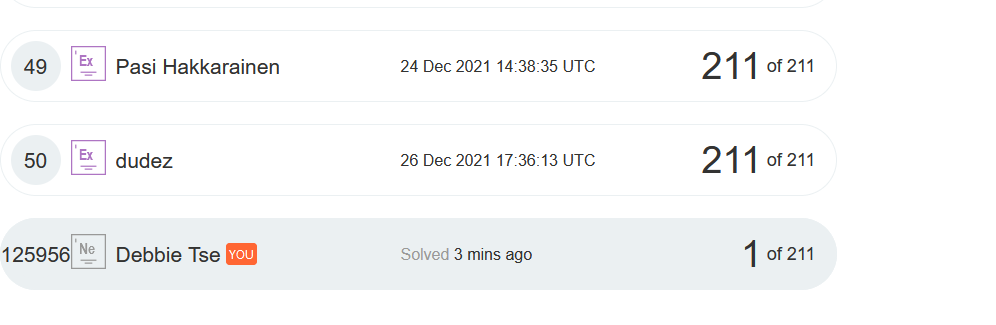 49 Ex Pasi Hakkarainen 24 Dec 2021 14:38:35 UTC 211 of 211
50 Ex dudez 26 Dec 2021 17:36:13 UTC 211 of 211
125956 Ne Debbie Tse YOU Solved 3 mins ago 1 of 211